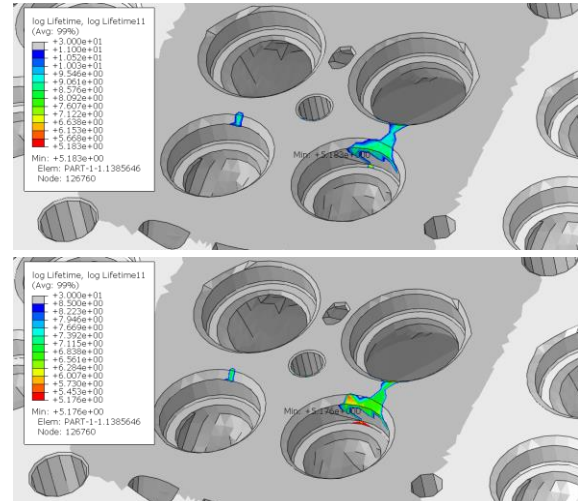 log Lifetime, log Lifetime11
(Avg: 99%)
+3.000e+01
+1.100e+01
+1.052e+01
+1.003e+01
+9.546e+00
+9.061e+00
+8.576e+00
+8.092e+00
+7.607e+00
+7.122e+00
+6.638e+00
+6.153e+00
+5.668e+00
+5.183e+00
Min: +5.183e+00
Elem: PART-1-1.1385646
Node: 126760
Min: +5.183e+000
log Lifetime, log Lifetime11
(Avg: 99%)
+3.000e+01
+8.500e+00
+8.223e+00
+7.946e+00
+7.669e+00
+7.392e+00
+7.115e+00
+6.838e+00
+6.561e+00
+6.284e+00
+6.007e+00
+5.730e+00
+5.453e+00
+5.176e+00
Min: +5.176e+00
Elem: PART-1-1.1385646
Node: 126760
Min: +5.176e+000